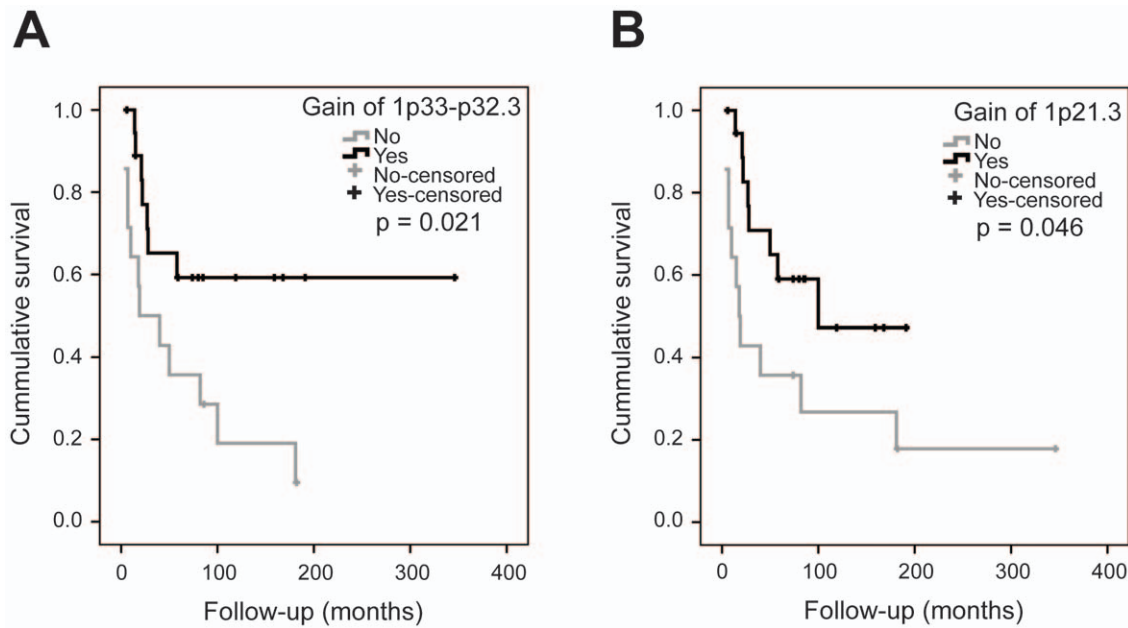 A
Gain of 1p33-p32.3
No
Yes
No-censored
Yes-censored
p = 0.021
Cummulative survival
1.0
0.8
0.6
0.4
0.2
0.0
0 100 200 300 400
Follow-up (months)
B
Gain of 1p21.3
No
Yes
No-censored
Yes-censored
p = 0.046
Cummulative survival
1.0
0.8
0.6
0.4
0.2
0.0
0 100 200 300 400
Follow-up (months)